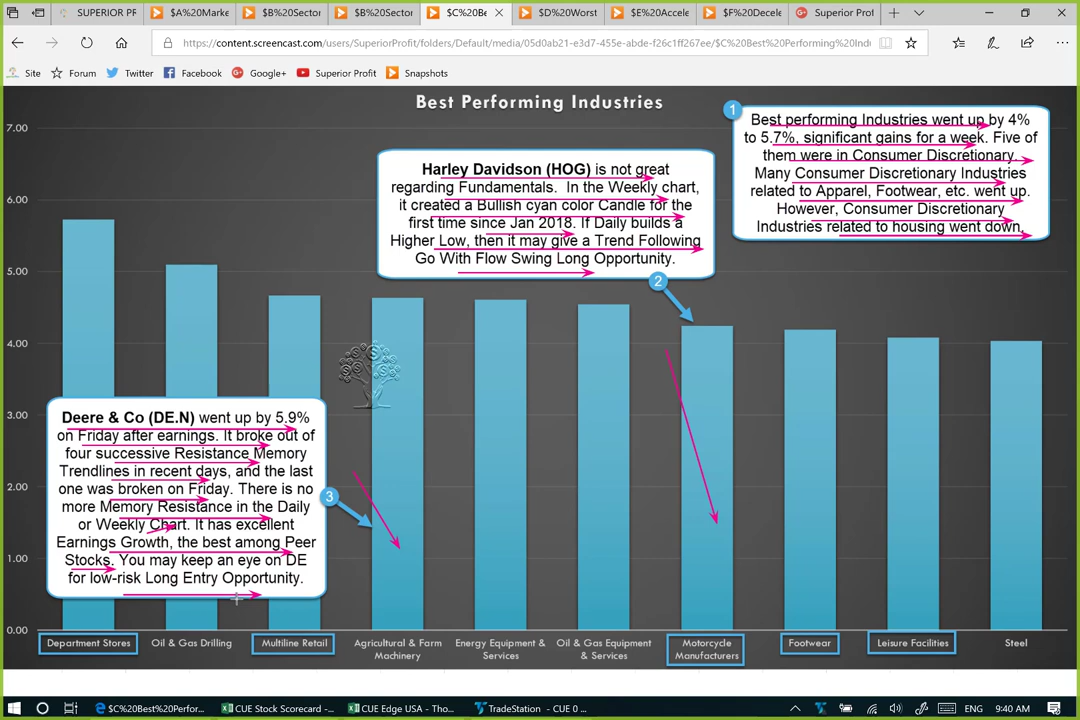 SUPERIOR PR
$A%20Marke
$B%20Sector
$B%20Sector
$C%20Be
$D%20Worst
$E%20Accele
$F%20Decele
Superior Prof
https://content.screencast.com/users/SuperiorProfit/folders/Default/media/05d0ab21-e3d7-455e-abde-f26c1ff267ee/$C%20Best%20Performing%20Ind
Site
Forum
Twitter
Facebook
Google+
Superior Profit
Snapshots
Best Performing Industries
7.00
6.00
5.00
4.00
3.00
2.00
1.00
0.00
1
Best performing Industries went up by 4%
to 5.7%, significant gains for a week. Five of
them were in Consumer Discretionary.
Many Consumer Discretionary Industries
related to Apparel, Footwear, etc. went up.
However, Consumer Discretionary
Industries related to housing went down.
Harley Davidson (HOG) is not great
regarding Fundamentals. In the Weekly chart,
it created a Bullish cyan color Candle for the
first time since Jan 2018. If Daily builds a
Higher Low, then it may give a Trend Following
Go With Flow Swing Long Opportunity.
2
Deere & Co (DE.N) went up by 5.9%
on Friday after earnings. It broke out of
four successive Resistance Memory
Trendlines in recent days, and the last
one was broken on Friday. There is no
more Memory Resistance in the Daily
or Weekly Chart. It has excellent
Earnings Growth, the best among Peer
Stocks. You may keep an eye on DE
for low-risk Long Entry Opportunity.
3
Department Stores
Oil & Gas Drilling
Multiline Retail
Agricultural & Farm
Machinery
Energy Equipment &
Services
Oil & Gas Equipment
& Services
Motorcycle
Manufacturers
Footwear
Leisure Facilities
Steel
$C%20Best%20Perfor...
CUE Stock Scorecard -...
CUE Edge USA - Tho...
TradeStation - CUE 0 ...
ENG
9:40 AM